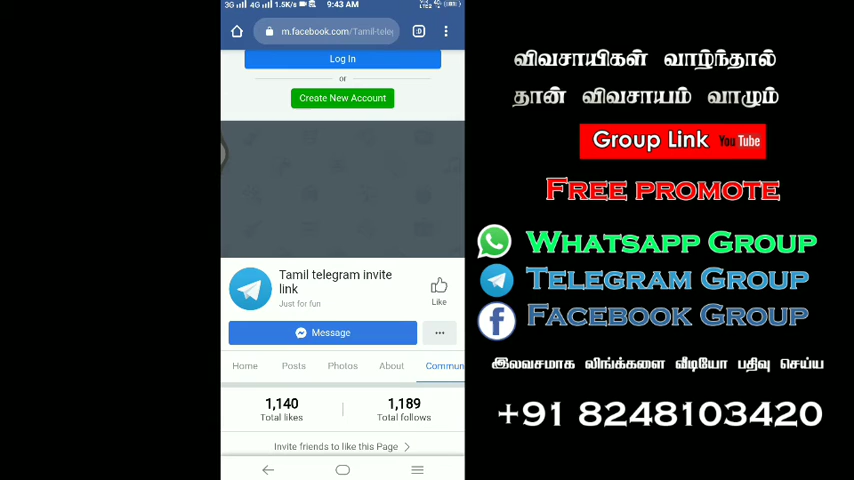 3G 4G 1.5K/s 9:43 AM
m.facebook.com/Tamil-teleg
Log In
or
Create New Account
Tamil telegram invite
link
Just for fun
Like
Message
Home Posts Photos About Commun
1,140 1,189
Total likes Total follows
Invite friends to like this Page
விவசாயிகள் வாழ்ந்தால்
தான் விவசாயம் வாழும்
Group Link YouTube
Free promote
Whatsapp Group
Telegram Group
Facebook Group
இலவசமாக லிங்க்களை வீடியோ பதிவு செய்ய
+91 8248103420